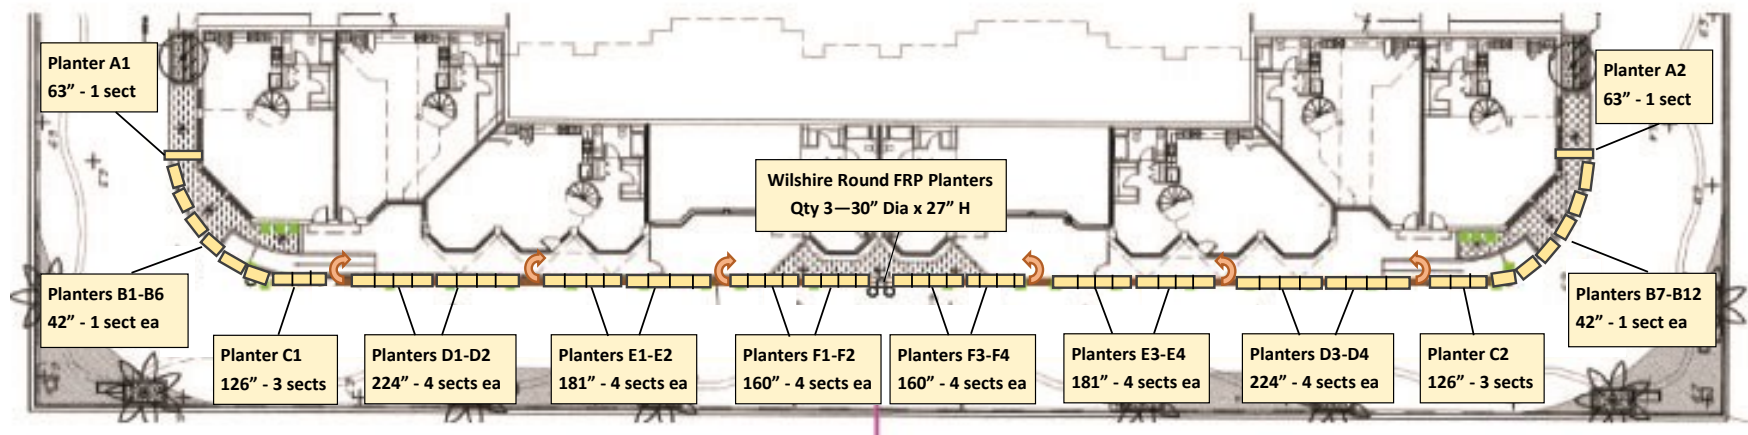 Planter A1
63” - 1 sect
Planter A2
63” - 1 sect
Wilshire Round FRP Planters
Qty 3—30” Dia x 27” H
Planters B1-B6
42” - 1 sect ea
Planters B7-B12
42” - 1 sect ea
Planter C1
126” - 3 sects
Planters D1-D2
224” - 4 sects ea
Planters E1-E2
181” - 4 sects ea
Planters F1-F2
160” - 4 sects ea
Planters F3-F4
160” - 4 sects ea
Planters E3-E4
181” - 4 sects ea
Planters D3-D4
224” - 4 sects ea
Planter C2
126” - 3 sects